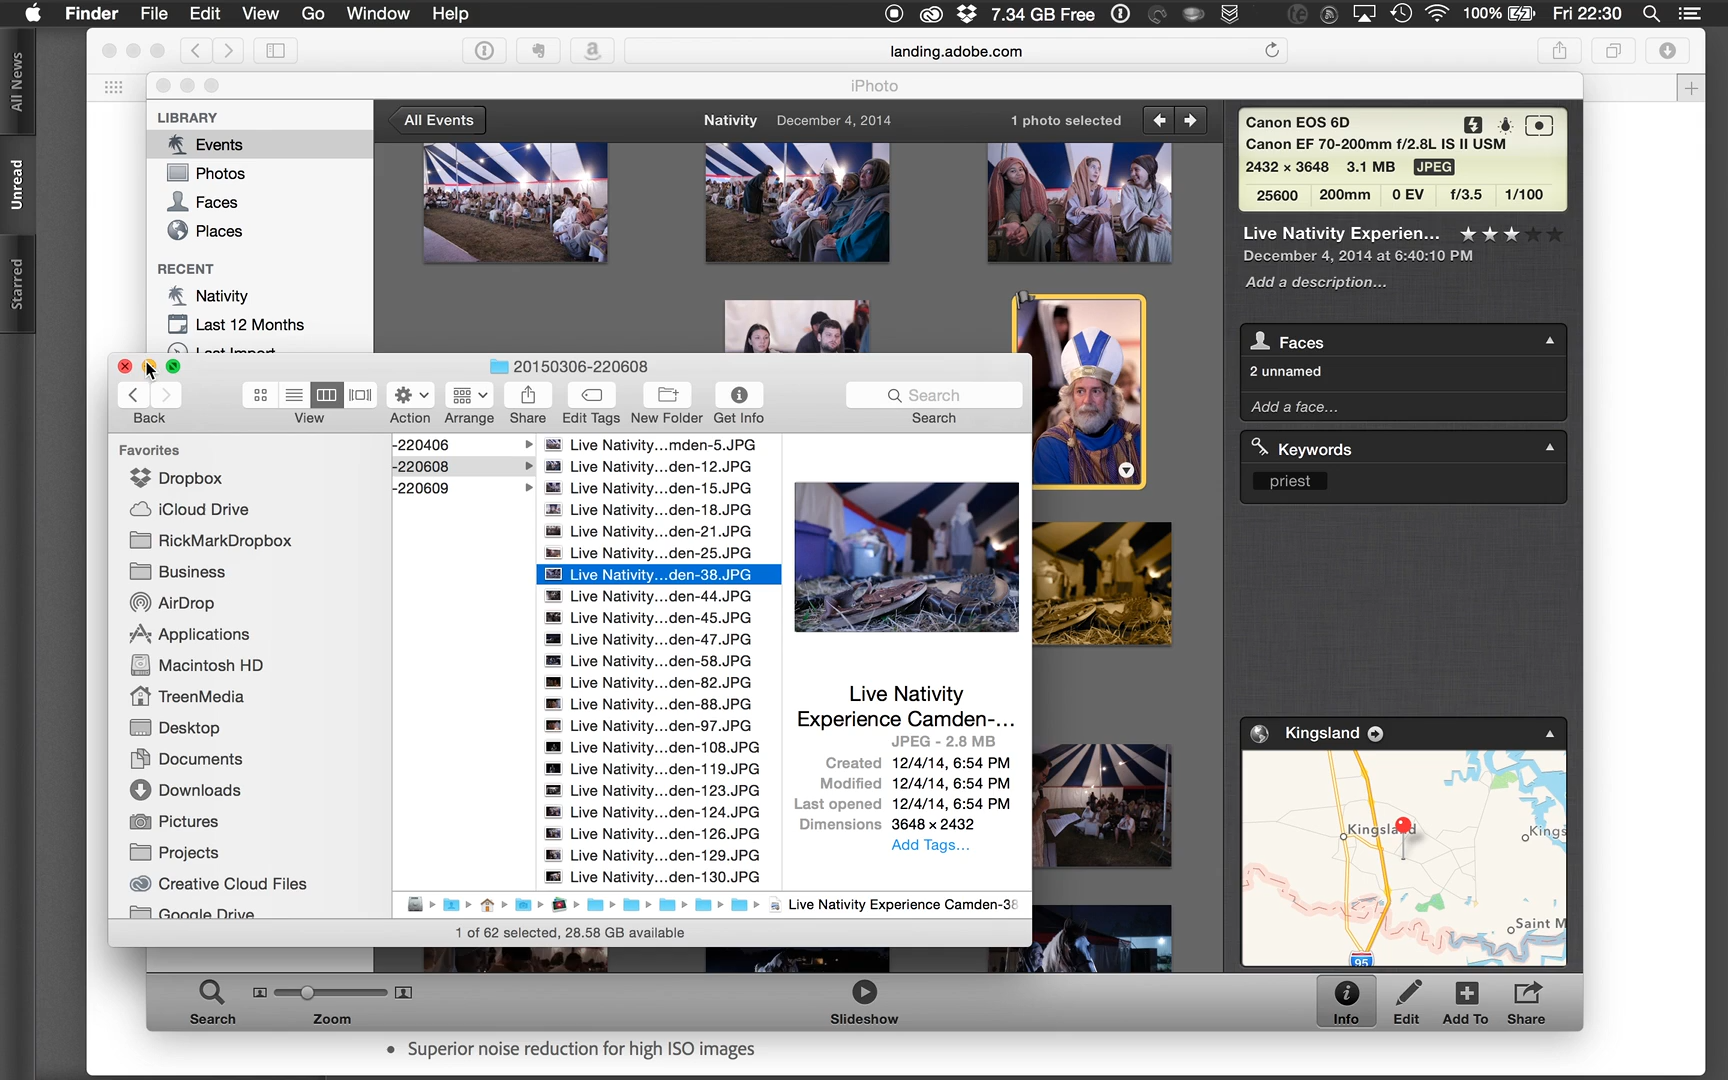 Finder File Edit View Go Window Help
7.34 GB Free
100%
Fri 22:30
All News
Unread
Starred
landing.adobe.com
iPhoto
LIBRARY
Events
Photos
Faces
Places
RECENT
Nativity
Last 12 Months
Last Import
All Events
Nativity December 4, 2014
1 photo selected
Canon EOS 6D
Canon EF 70-200mm f/2.8L IS II USM
2432 × 3648 3.1 MB JPEG
25600 200mm 0 EV f/3.5 1/100
Live Nativity Experien...
December 4, 2014 at 6:40:10 PM
Add a description...
Faces
2 unnamed
Add a face...
Keywords
priest
Kingsland
Kingsland
Kings
Saint M
95
20150306-220608
Back
View
Action
Arrange
Share
Edit Tags
New Folder
Get Info
Search
Search
Favorites
Dropbox
iCloud Drive
RickMarkDropbox
Business
AirDrop
Applications
Macintosh HD
TreenMedia
Desktop
Documents
Downloads
Pictures
Projects
Creative Cloud Files
Google Drive
-220406
-220608
-220609
Live Nativity...mden-5.JPG
Live Nativity...den-12.JPG
Live Nativity...den-15.JPG
Live Nativity...den-18.JPG
Live Nativity...den-21.JPG
Live Nativity...den-25.JPG
Live Nativity...den-38.JPG
Live Nativity...den-44.JPG
Live Nativity...den-45.JPG
Live Nativity...den-47.JPG
Live Nativity...den-58.JPG
Live Nativity...den-82.JPG
Live Nativity...den-88.JPG
Live Nativity...den-97.JPG
Live Nativity...den-108.JPG
Live Nativity...den-119.JPG
Live Nativity...den-123.JPG
Live Nativity...den-124.JPG
Live Nativity...den-126.JPG
Live Nativity...den-129.JPG
Live Nativity...den-130.JPG
Live Nativity
Experience Camden-...
JPEG - 2.8 MB
Created 12/4/14, 6:54 PM
Modified 12/4/14, 6:54 PM
Last opened 12/4/14, 6:54 PM
Dimensions 3648 × 2432
Add Tags...
Live Nativity Experience Camden-38
1 of 62 selected, 28.58 GB available
Search
Zoom
Slideshow
Info
Edit
Add To
Share
• Superior noise reduction for high ISO images